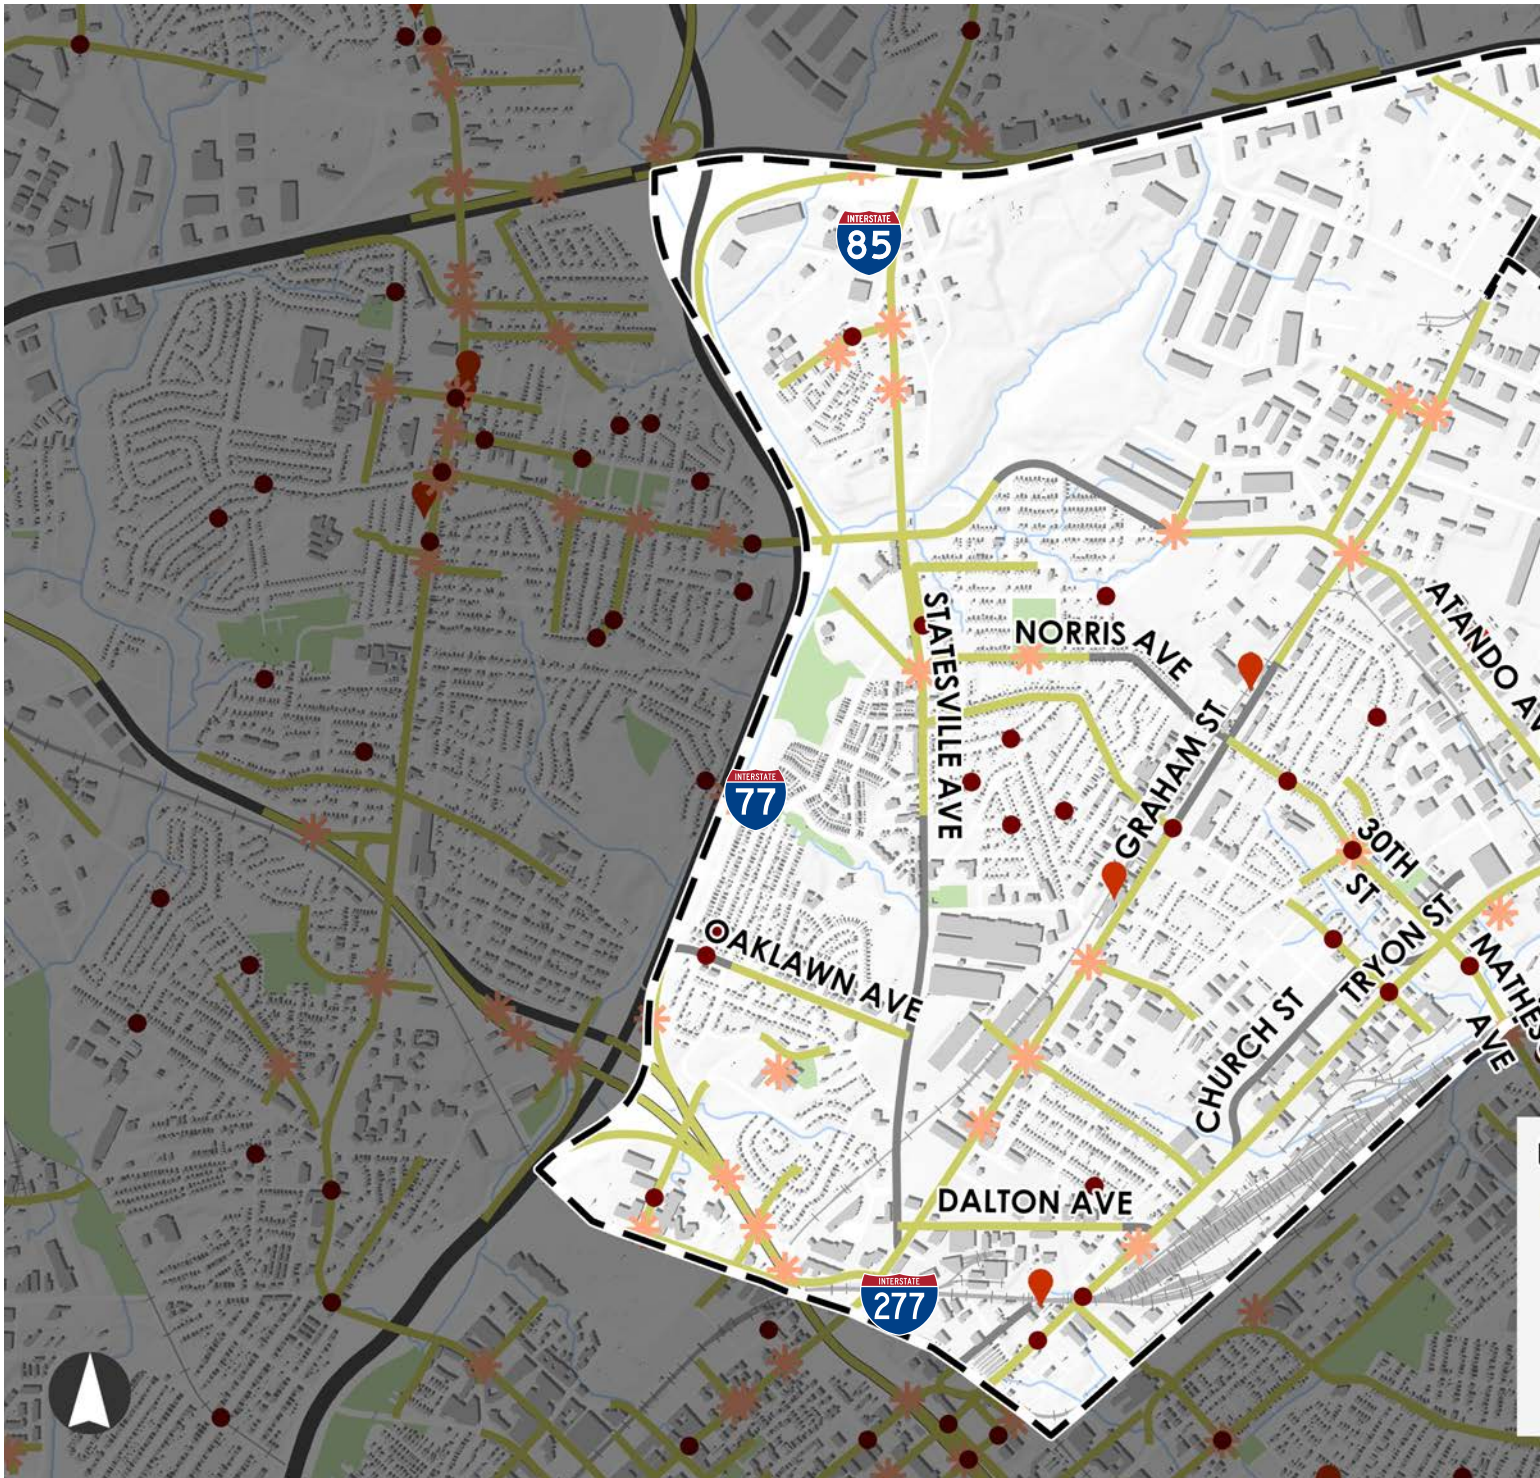 INTERSTATE
85
NORRIS AVE
STATESVILLE AVE
ATANDO AV
GRAHAM ST
INTERSTATE
77
30TH
ST
TRYON ST
MATHES
AVE
OAKLAWN AVE
CHURCH ST
DALTON AVE
INTERSTATE
277